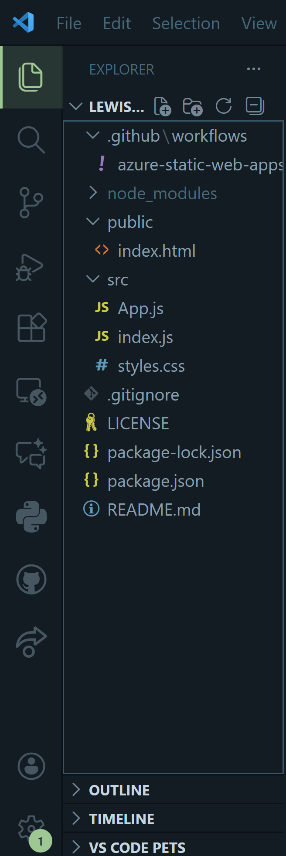 File Edit Selection View
EXPLORER ...
LEWIS...
.github\workflows
! azure-static-web-apps
node_modules
public
<> index.html
src
JS App.js
JS index.js
# styles.css
.gitignore
LICENSE
{} package-lock.json
{} package.json
README.md
OUTLINE
TIMELINE
1
VS CODE PETS